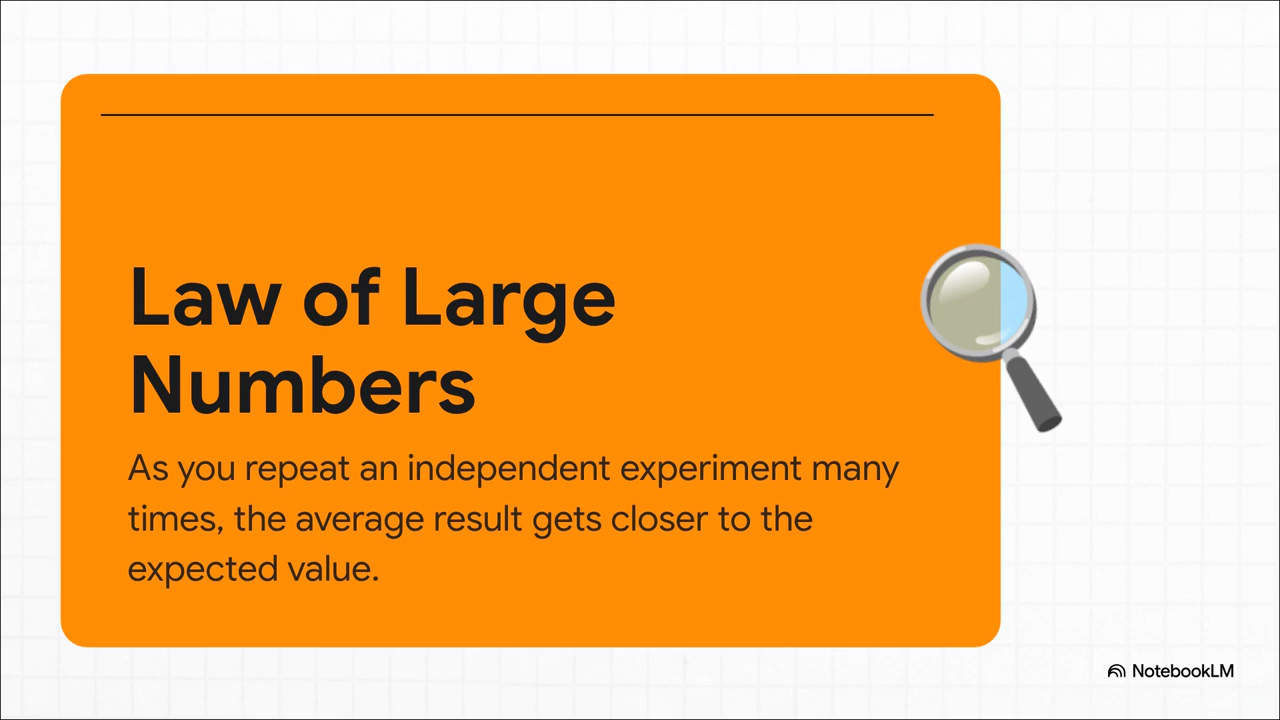 Law of Large
Numbers
As you repeat an independent experiment many
times, the average result gets closer to the
expected value.
NotebookLM